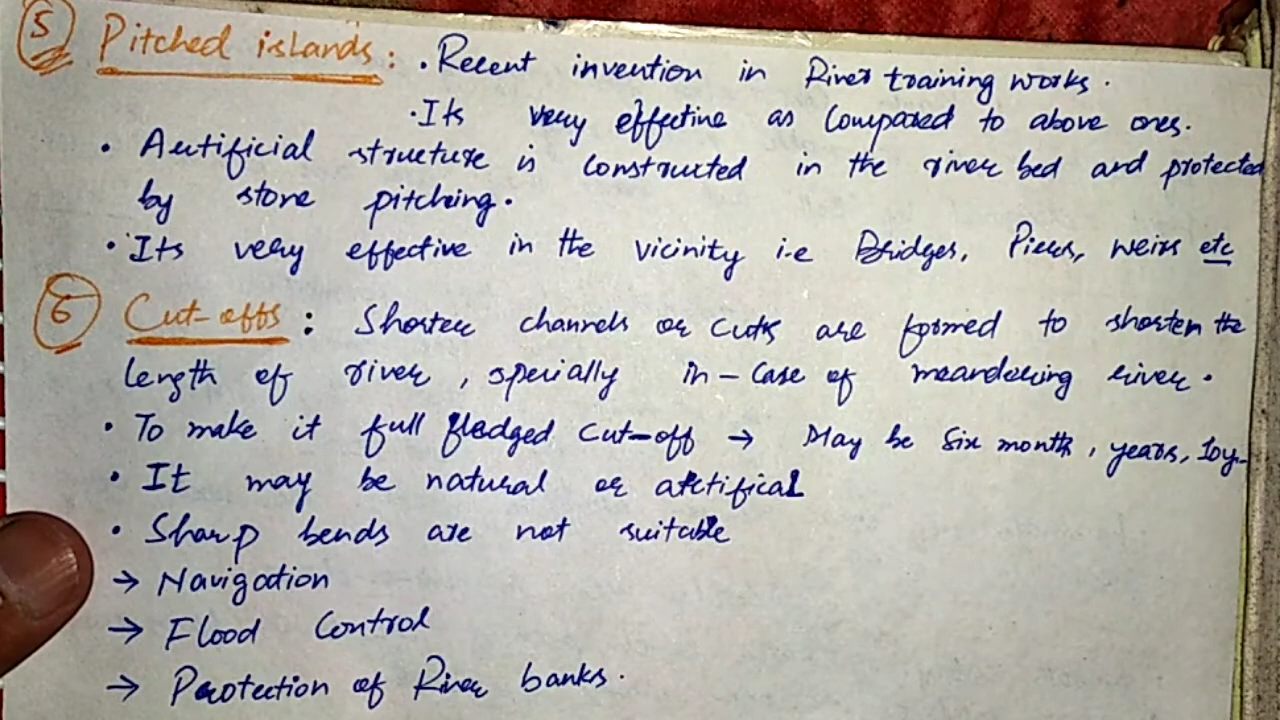 5 Pitched islands : • Recent invention in River training works.
• Its very effective as Compared to above ones.
• Artificial structure is constructed in the river bed and protected
by stone pitching.
• Its very effective in the vicinity i.e Bridges, Piers, weirs etc
6 Cut-offs : Shorter channels or cuts are formed to shorten the
length of river, specially in-case of meandering river.
• To make it full fledged cut-off → May be six month, years, 10y-
• It may be natural or artifical
• Sharp bends are not suitable
→ Navigation
→ Flood Control
→ Protection of River banks.